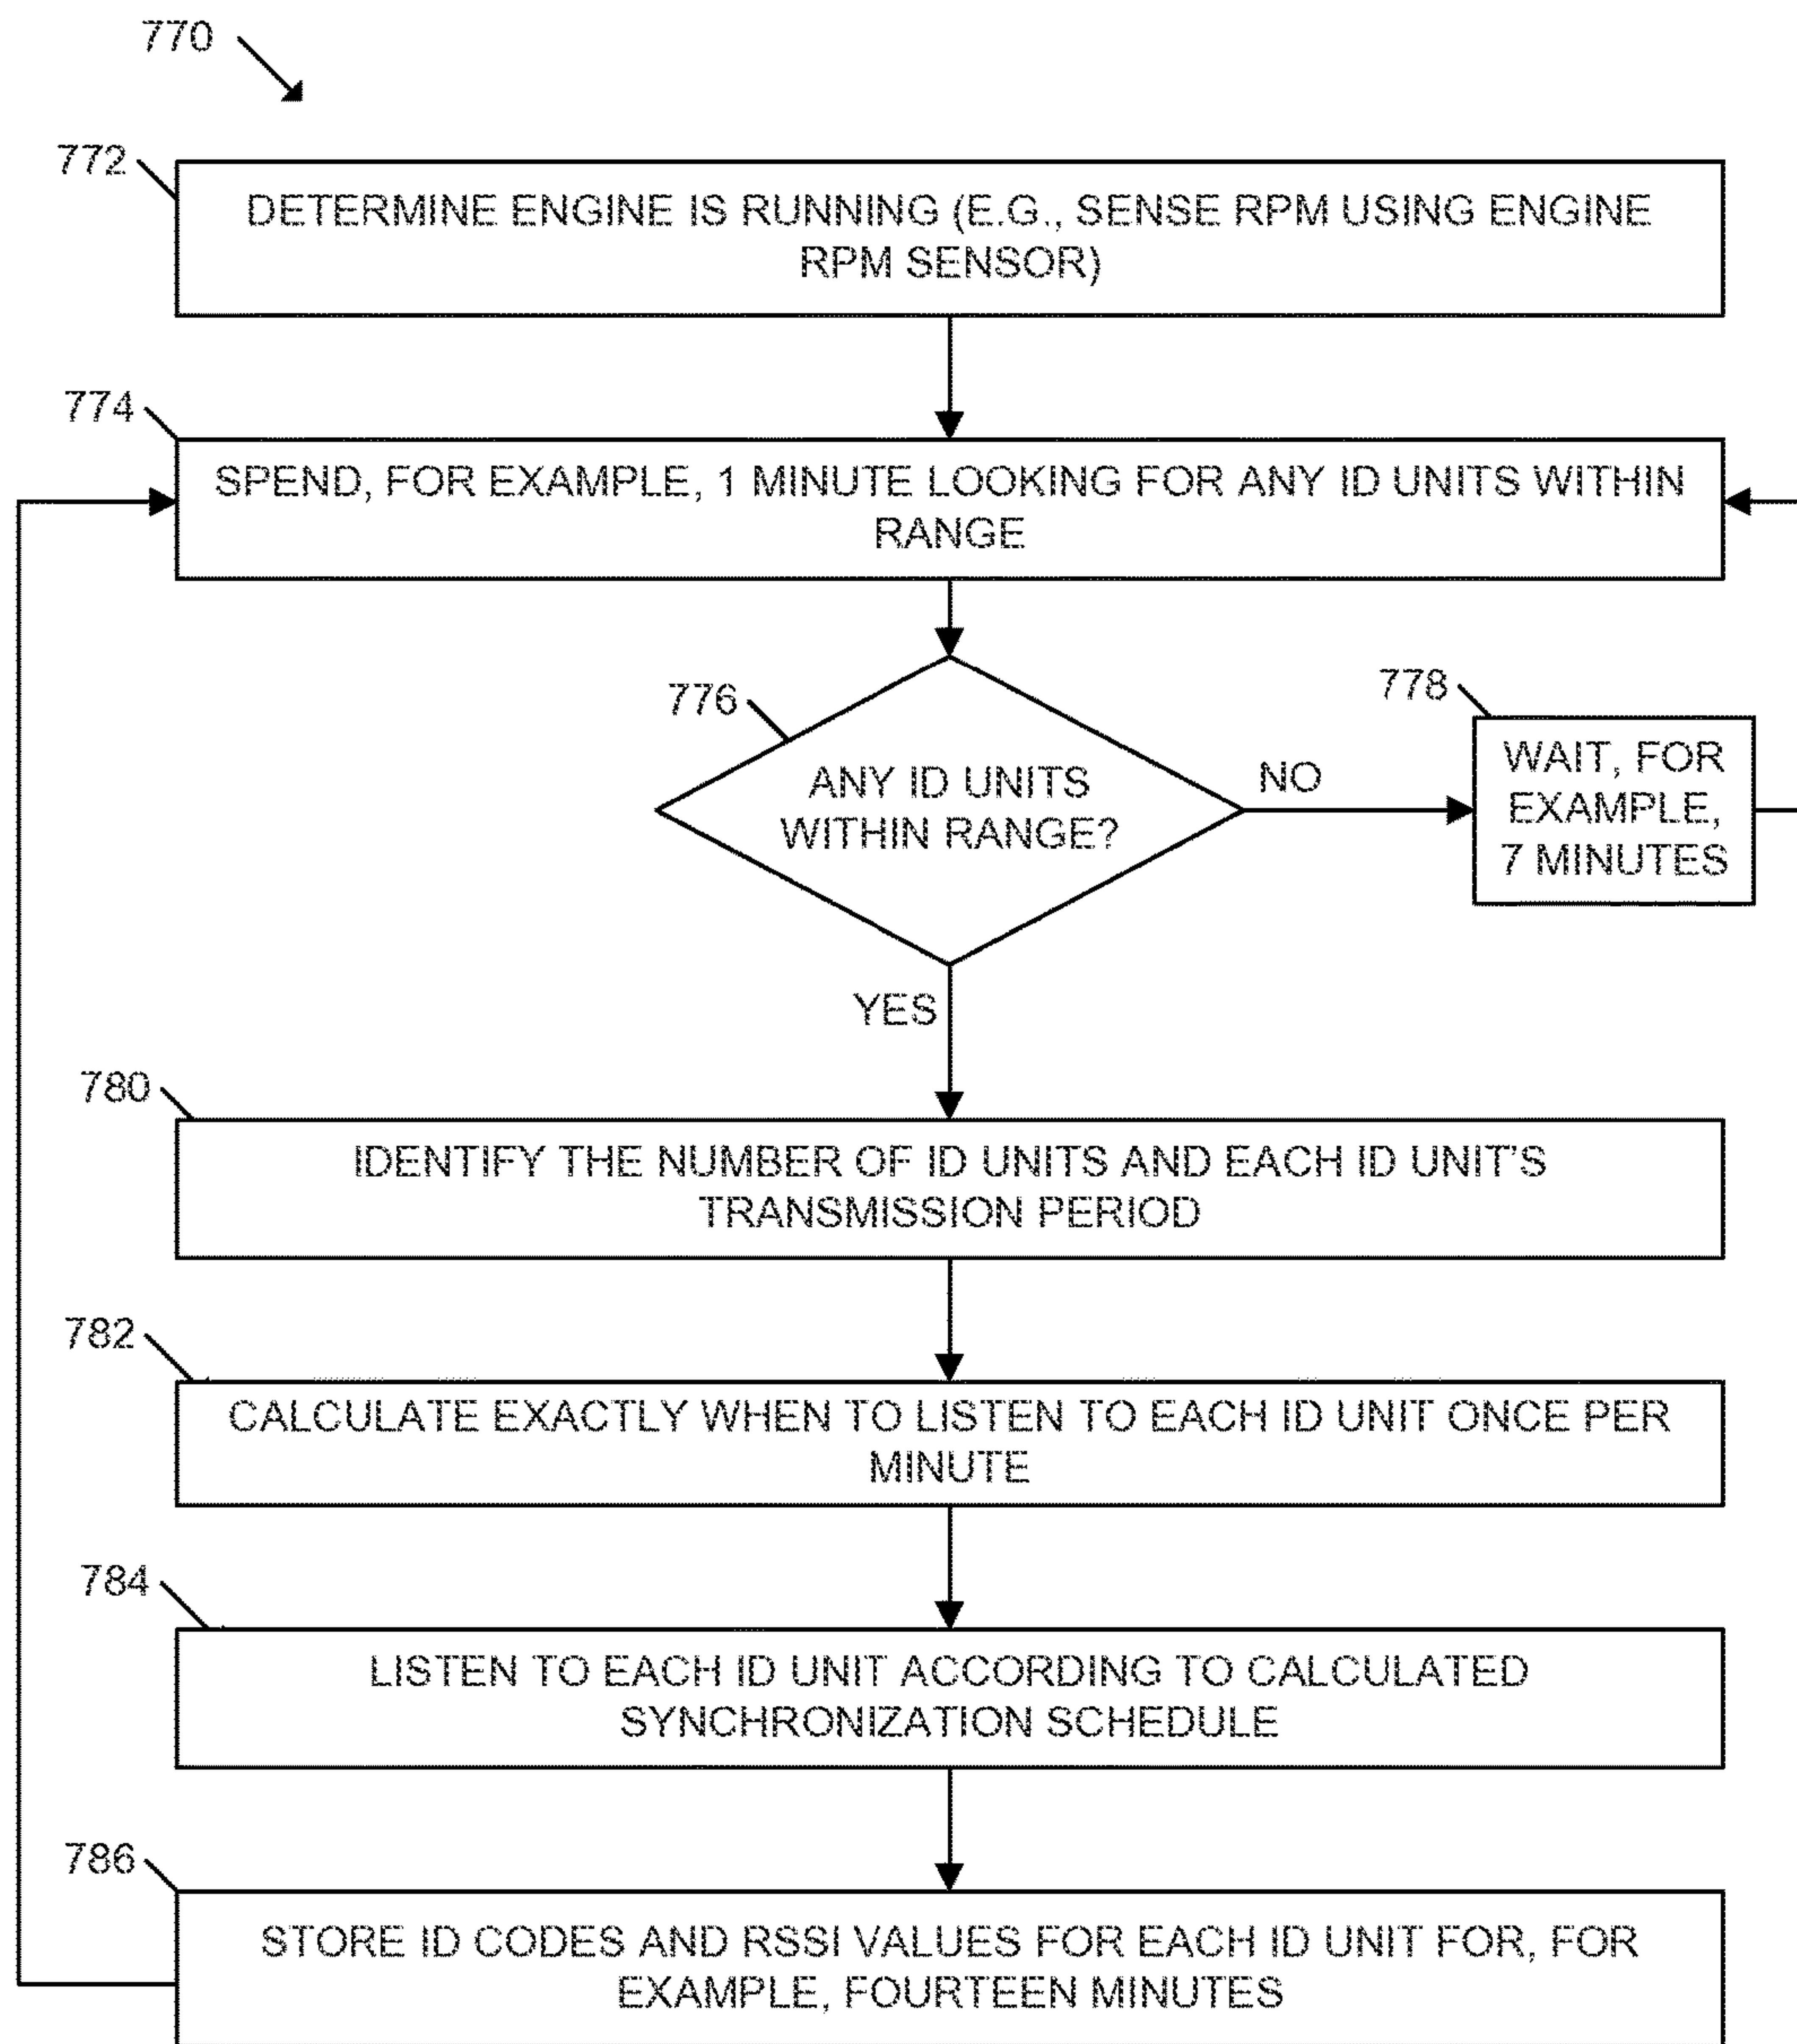 770
772
DETERMINE ENGINE IS RUNNING (E.G., SENSE RPM USING ENGINE
RPM SENSOR)
774
SPEND, FOR EXAMPLE, 1 MINUTE LOOKING FOR ANY ID UNITS WITHIN
RANGE
776
ANY ID UNITS
WITHIN RANGE?
NO
778
WAIT, FOR
EXAMPLE,
7 MINUTES
YES
780
IDENTIFY THE NUMBER OF ID UNITS AND EACH ID UNIT'S
TRANSMISSION PERIOD
782
CALCULATE EXACTLY WHEN TO LISTEN TO EACH ID UNIT ONCE PER
MINUTE
784
LISTEN TO EACH ID UNIT ACCORDING TO CALCULATED
SYNCHRONIZATION SCHEDULE
786
STORE ID CODES AND RSSI VALUES FOR EACH ID UNIT FOR, FOR
EXAMPLE, FOURTEEN MINUTES